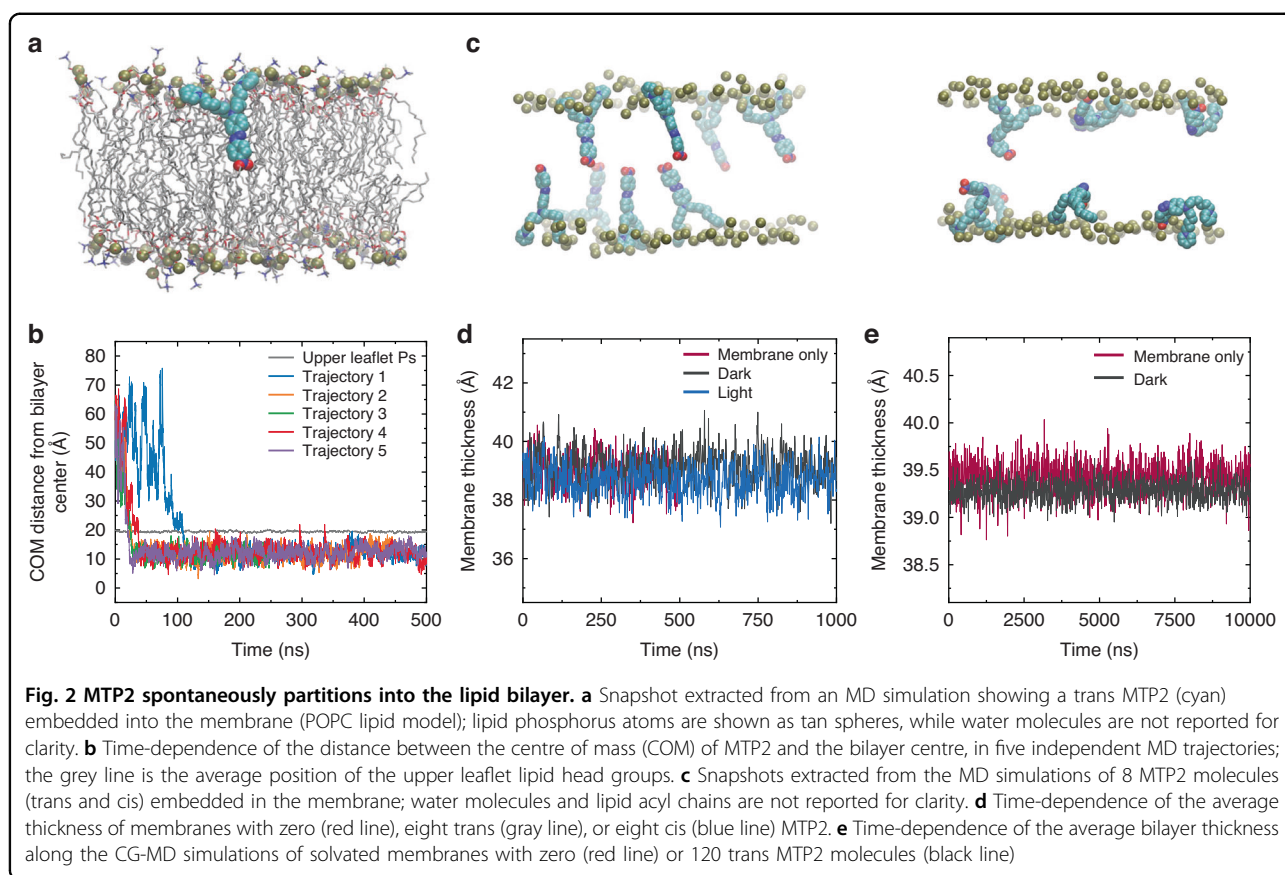 a
c
b
80
70
60
50
40
30
20
10
0
COM distance from bilayer
center (Å)
Upper leaflet Ps
Trajectory 1
Trajectory 2
Trajectory 3
Trajectory 4
Trajectory 5
0 100 200 300 400 500
Time (ns)
d
42
40
38
36
Membrane thickness (Å)
Membrane only
Dark
Light
0 250 500 750 1000
Time (ns)
e
40.5
40.0
39.5
39.0
38.5
Membrane thickness (Å)
Membrane only
Dark
0 2500 5000 7500 10000
Time (ns)
Fig. 2 MTP2 spontaneously partitions into the lipid bilayer. a Snapshot extracted from an MD simulation showing a trans MTP2 (cyan)
embedded into the membrane (POPC lipid model); lipid phosphorus atoms are shown as tan spheres, while water molecules are not reported for
clarity. b Time-dependence of the distance between the centre of mass (COM) of MTP2 and the bilayer centre, in five independent MD trajectories;
the grey line is the average position of the upper leaflet lipid head groups. c Snapshots extracted from the MD simulations of 8 MTP2 molecules
(trans and cis) embedded in the membrane; water molecules and lipid acyl chains are not reported for clarity. d Time-dependence of the average
thickness of membranes with zero (red line), eight trans (gray line), or eight cis (blue line) MTP2. e Time-dependence of the average bilayer thickness
along the CG-MD simulations of solvated membranes with zero (red line) or 120 trans MTP2 molecules (black line)